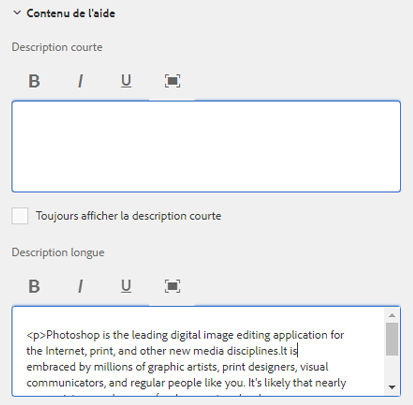 Contenu de l'aide
Description courte
B I U
Toujours afficher la description courte
Description longue
B I U
<p>Photoshop is the leading digital image editing application for
the Internet, print, and other new media disciplines.It is
embraced by millions of graphic artists, print designers, visual
communicators, and regular people like you. It's likely that nearly